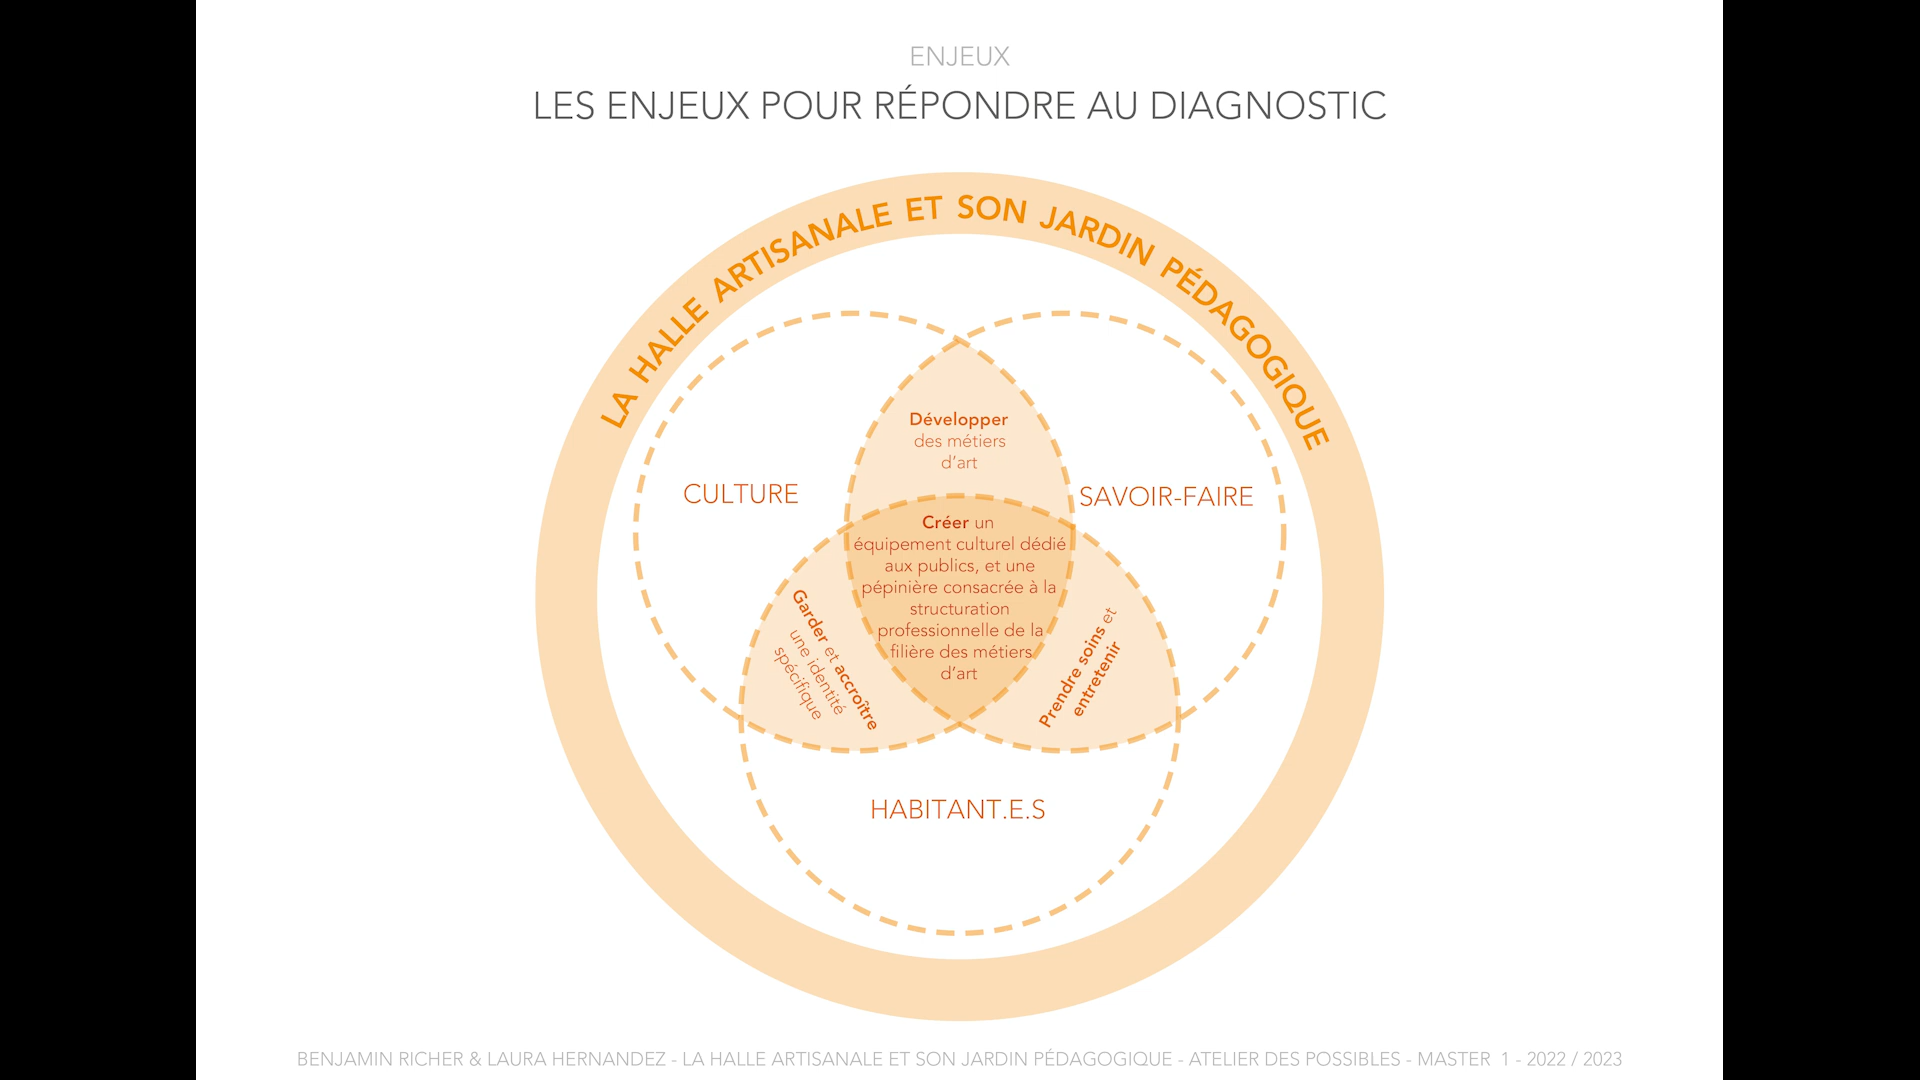 ENJEUX
LES ENJEUX POUR RÉPONDRE AU DIAGNOSTIC
LA HALLE ARTISANALE ET SON JARDIN PÉDAGOGIQUE
Développer
des métiers
d’art
CULTURE
SAVOIR-FAIRE
Créer un
équipement culturel dédié
aux publics, et une
pépinière consacrée à la
structuration
professionnelle de la
filière des métiers
d’art
Garder et accroître
une identité
spécifique
Prendre soins et
entretenir
HABITANT.E.S
BENJAMIN RICHER & LAURA HERNANDEZ - LA HALLE ARTISANALE ET SON JARDIN PÉDAGOGIQUE - ATELIER DES POSSIBLES - MASTER 1 - 2022 / 2023